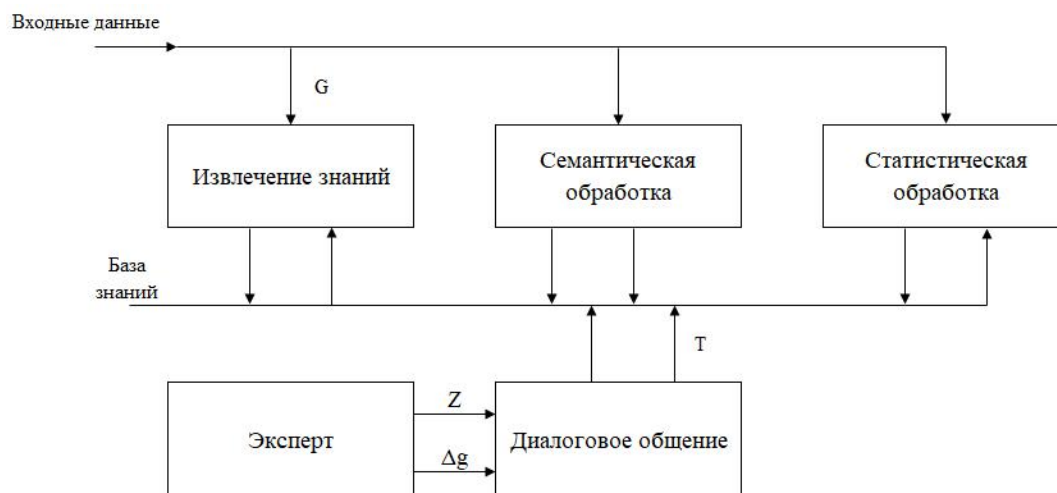 Входные данные
G
Извлечение знаний
Семантическая
обработка
Статистическая
обработка
База
знаний
T
Эксперт
Z
Δg
Диалоговое общение